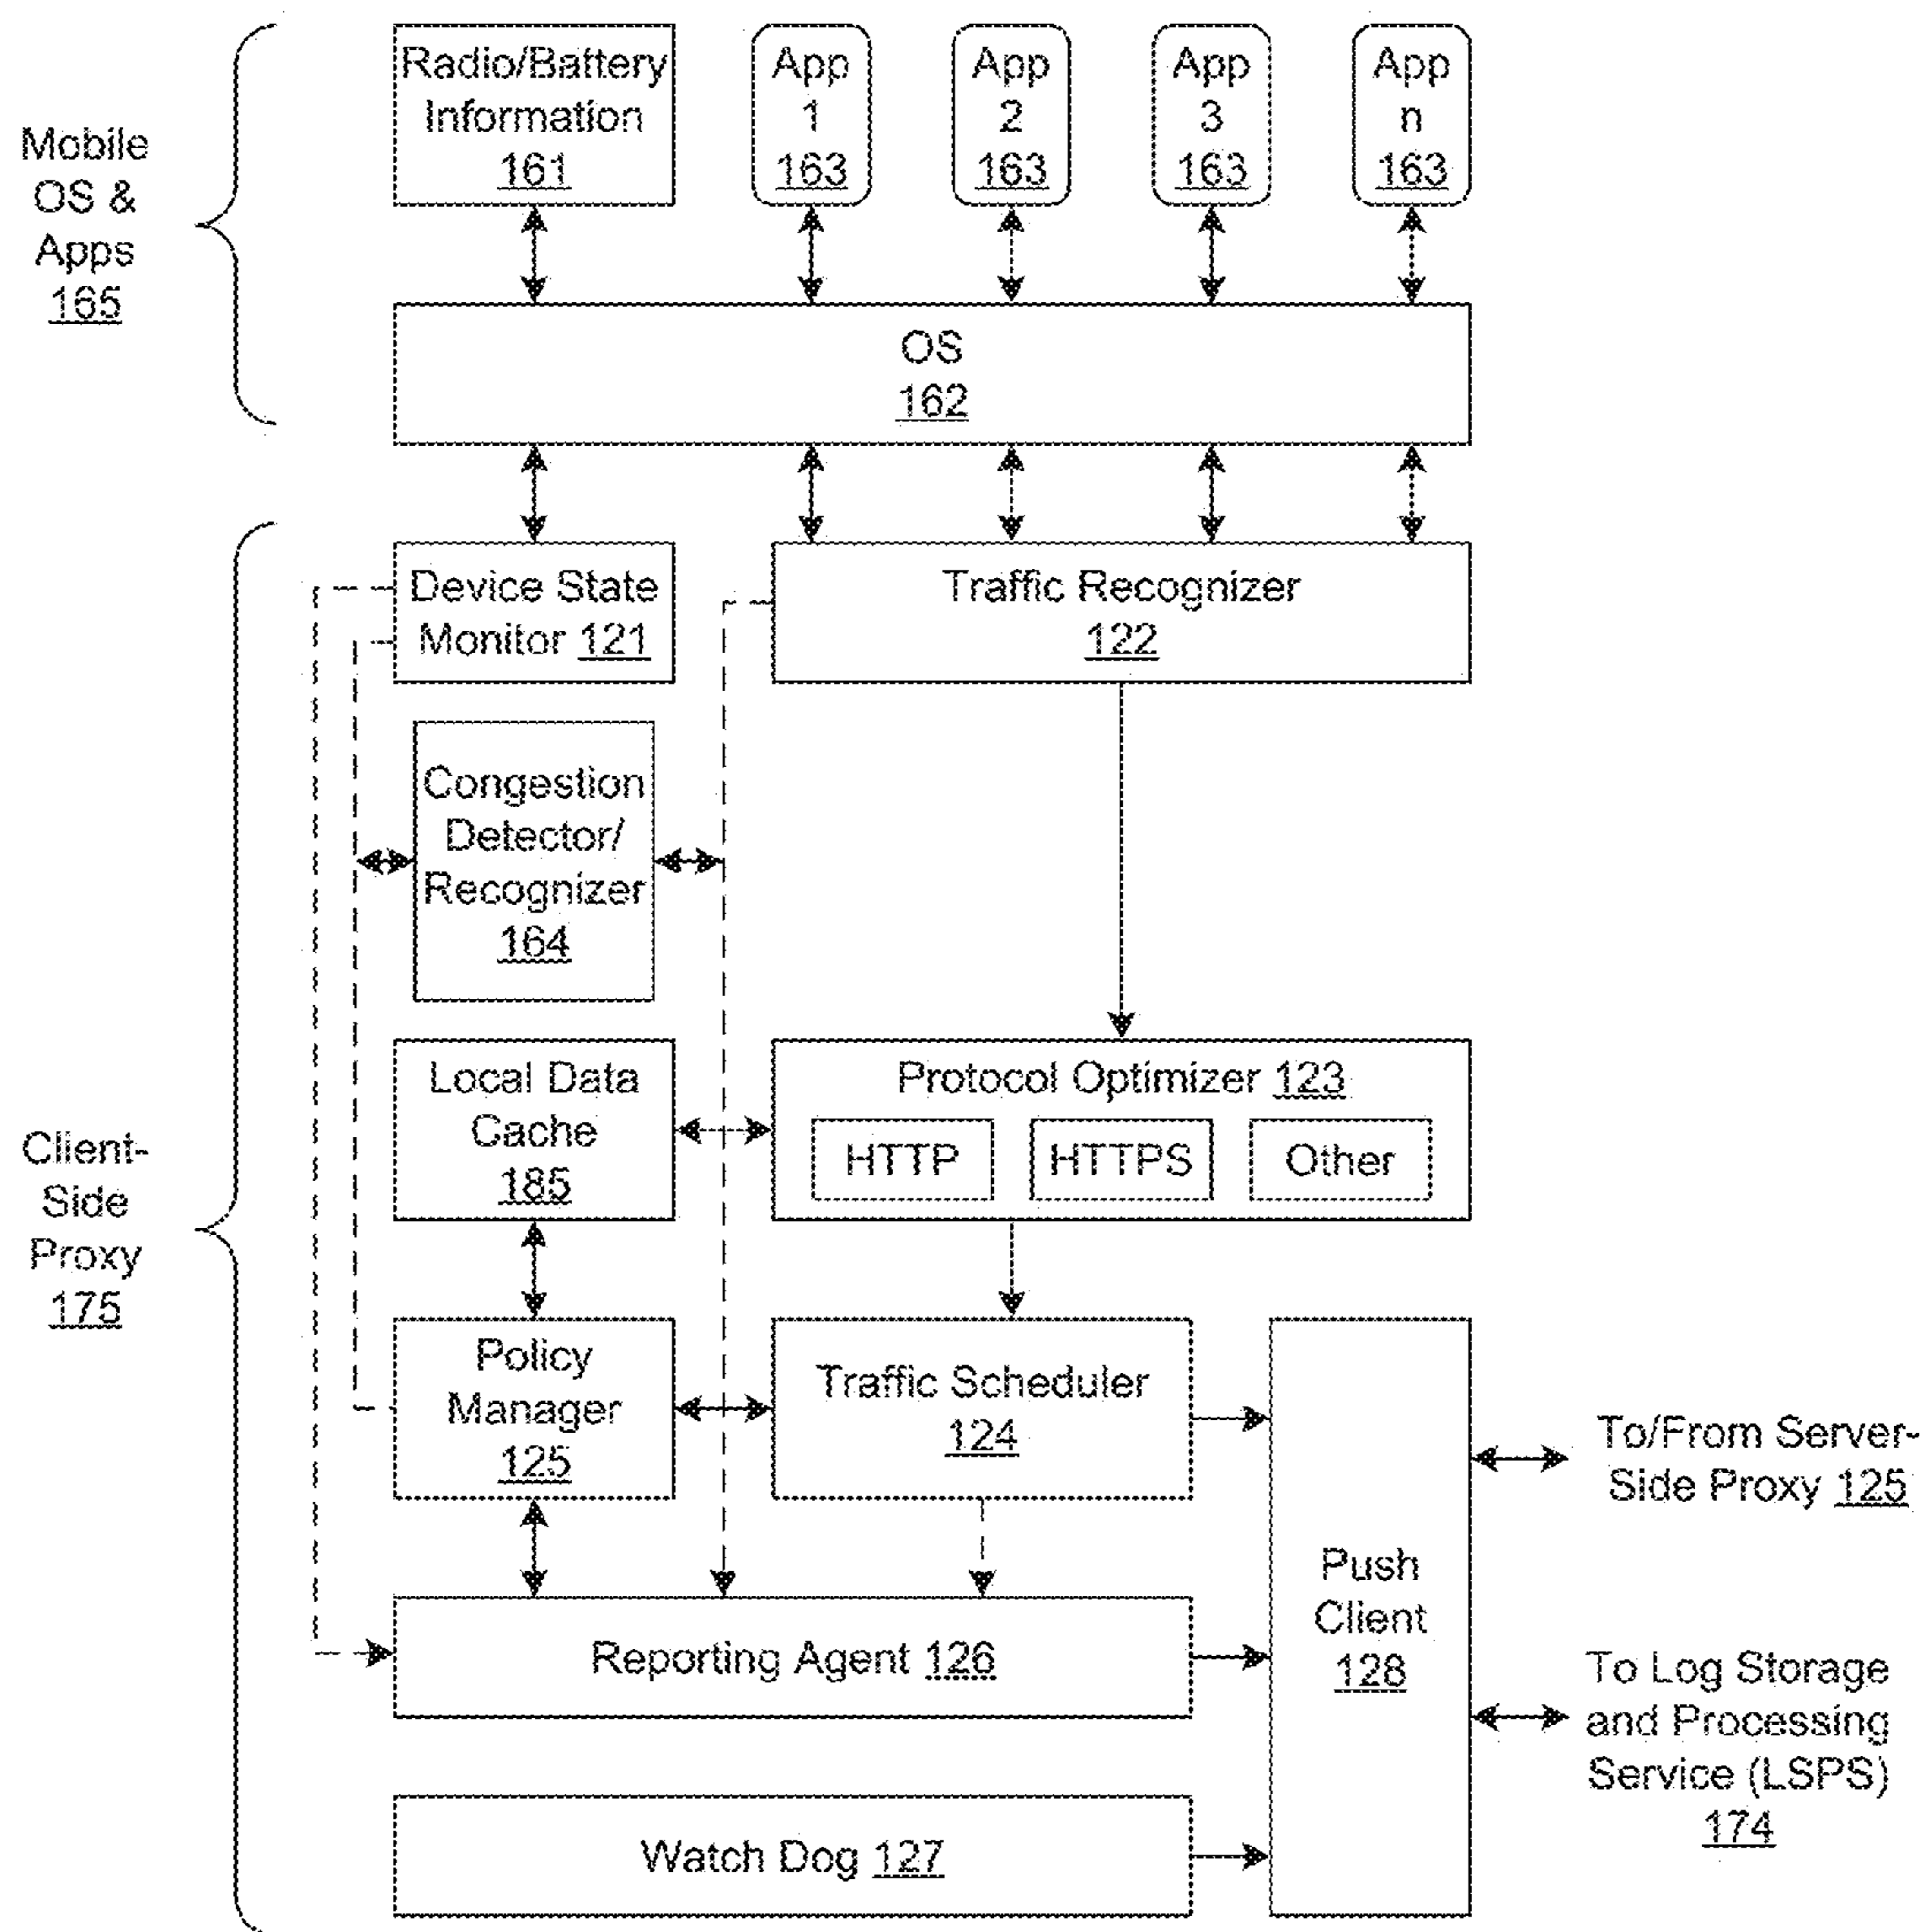 Mobile
OS &
Apps
165
Radio/Battery
Information
161
App
1
163
App
2
163
App
3
163
App
n
163
OS
162
Client-
Side
Proxy
175
Device State
Monitor 121
Traffic Recognizer
122
Congestion
Detector/
Recognizer
164
Local Data
Cache
185
Protocol Optimizer 123
HTTP
HTTPS
Other
Policy
Manager
125
Traffic Scheduler
124
Push
Client
128
To/From Server-
Side Proxy 125
Reporting Agent 126
To Log Storage
and Processing
Service (LSPS)
174
Watch Dog 127